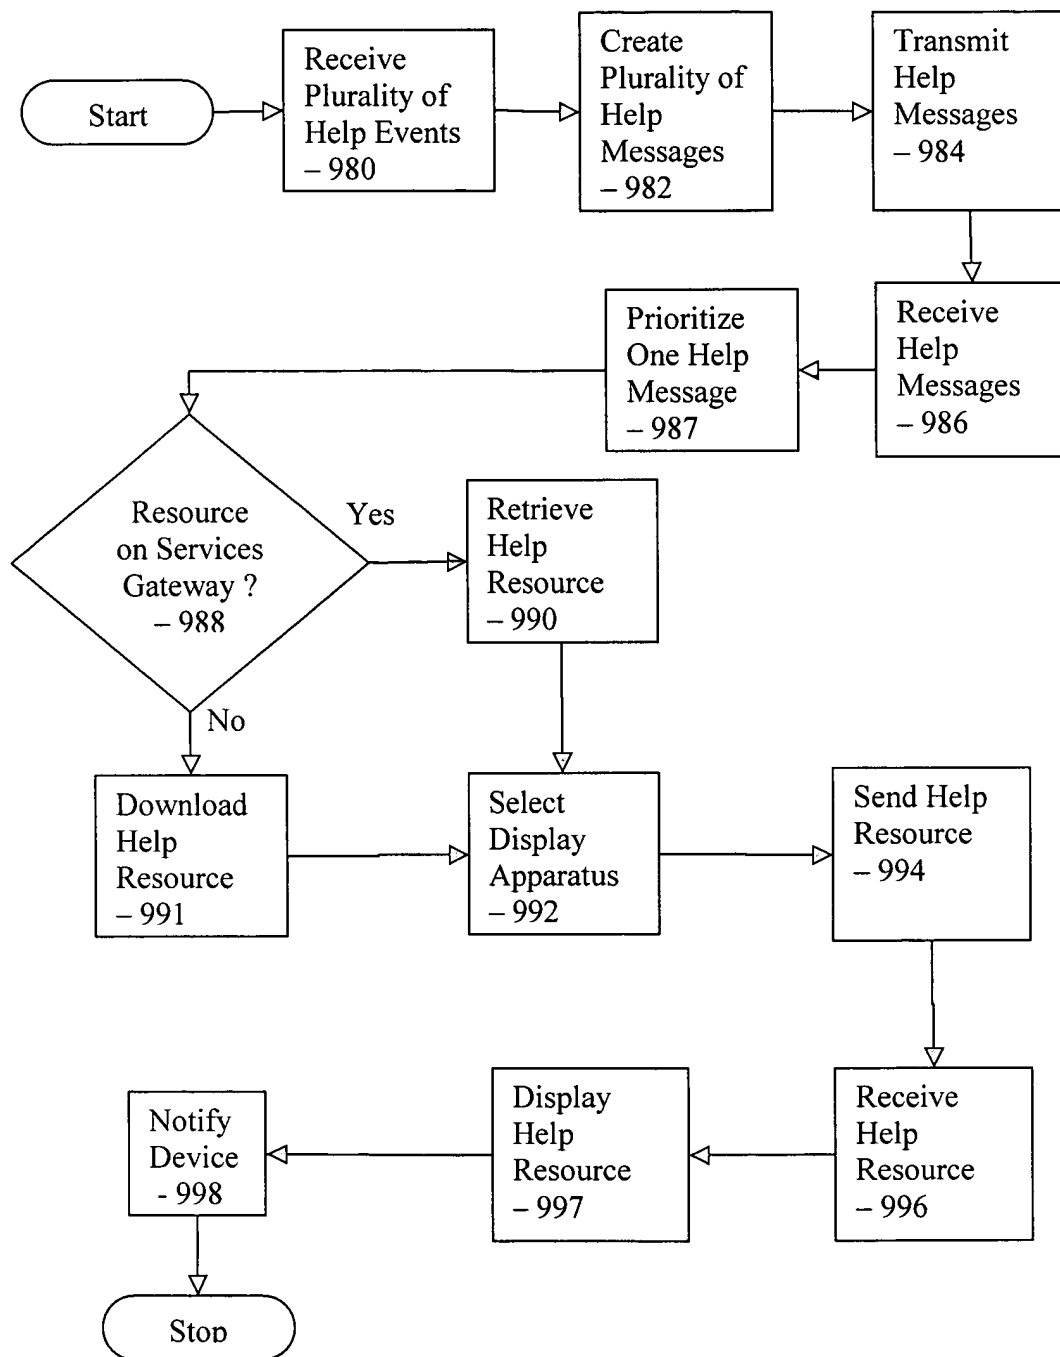 Start
Receive
Plurality of
Help Events
– 980
Create
Plurality of
Help
Messages
– 982
Transmit
Help
Messages
– 984
Receive
Help
Messages
– 986
Prioritize
One Help
Message
– 987
Resource
on Services
Gateway ?
– 988
Yes
Retrieve
Help
Resource
– 990
No
Download
Help
Resource
– 991
Select
Display
Apparatus
– 992
Send Help
Resource
– 994
Receive
Help
Resource
– 996
Display
Help
Resource
– 997
Notify
Device
- 998
Stop